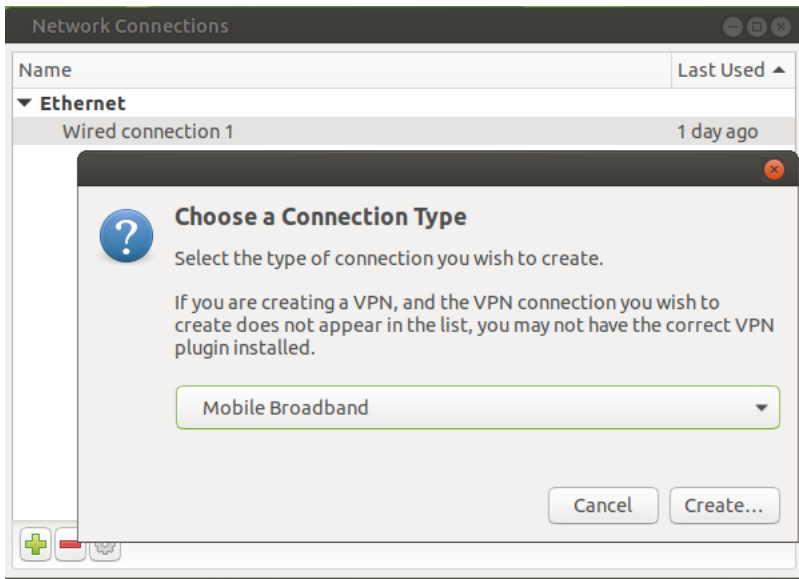 Network Connections
Name Last Used
Ethernet
Wired connection 1 1 day ago
Choose a Connection Type
Select the type of connection you wish to create.
If you are creating a VPN, and the VPN connection you wish to
create does not appear in the list, you may not have the correct VPN
plugin installed.
Mobile Broadband
Cancel Create...